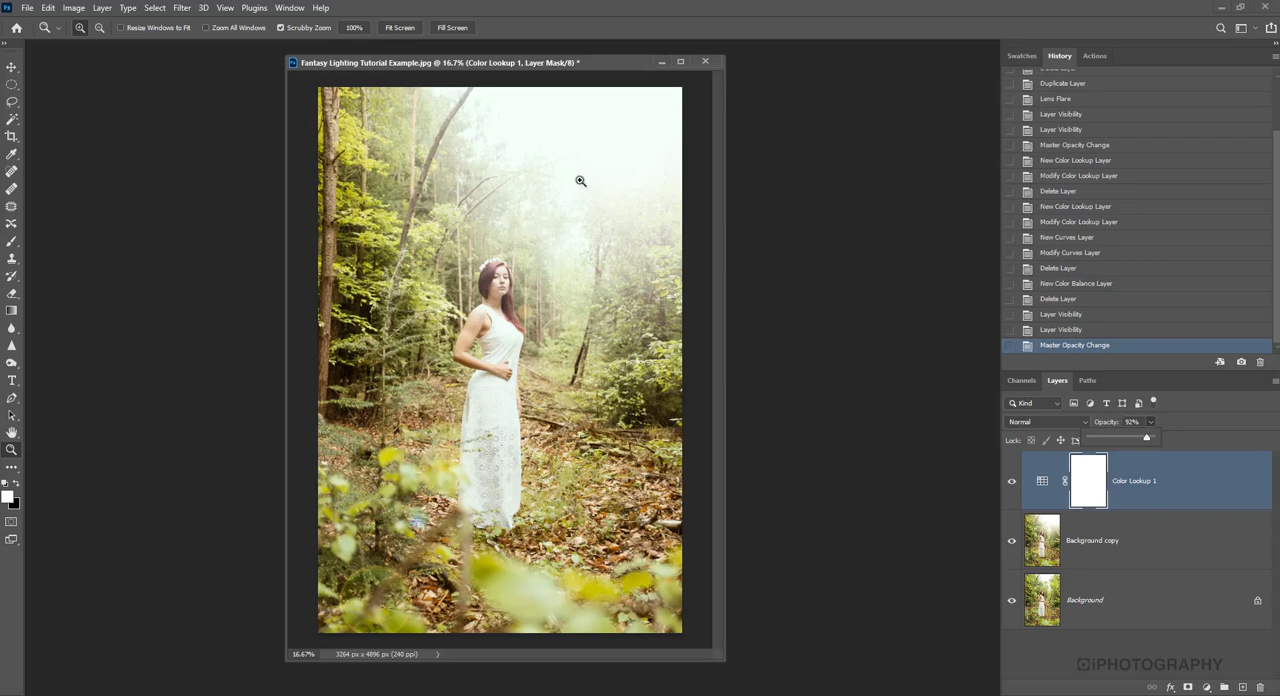 Ps File Edit Image Layer Type Select Filter 3D View Plugins Window Help
Resize Windows to Fit Zoom All Windows Scrubby Zoom 100% Fit Screen Fill Screen
Fantasy Lighting Tutorial Example.jpg @ 16.7% (Color Lookup 1, Layer Mask/8) *
16.67% 3264 px x 4896 px (240 ppi)
Swatches History Actions
Duplicate Layer
Lens Flare
Layer Visibility
Layer Visibility
Master Opacity Change
New Color Lookup Layer
Modify Color Lookup Layer
Delete Layer
New Color Lookup Layer
Modify Color Lookup Layer
New Curves Layer
Modify Curves Layer
Delete Layer
New Color Balance Layer
Delete Layer
Layer Visibility
Layer Visibility
Master Opacity Change
Channels Layers Paths
Kind
Normal Opacity: 92%
Lock:
Color Lookup 1
Background copy
Background
iPHOTOGRAPHY
fx